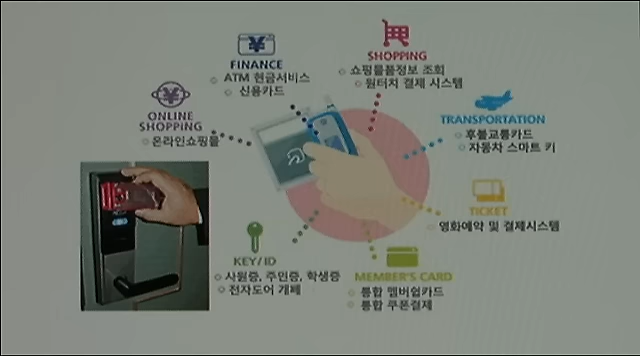 FINANCE
ATM 현금서비스
신용카드
SHOPPING
쇼핑몰품정보 조회
원터치 결제 시스템
ONLINE
SHOPPING
온라인쇼핑몰
TRANSPORTATION
후불교통카드
자동차 스마트 키
TICKET
영화예약 및 결제시스템
KEY/ID
사원증, 주민증, 학생증
전자도어 개폐
MEMBER'S CARD
통합 멤버쉽카드
통합 쿠폰결제